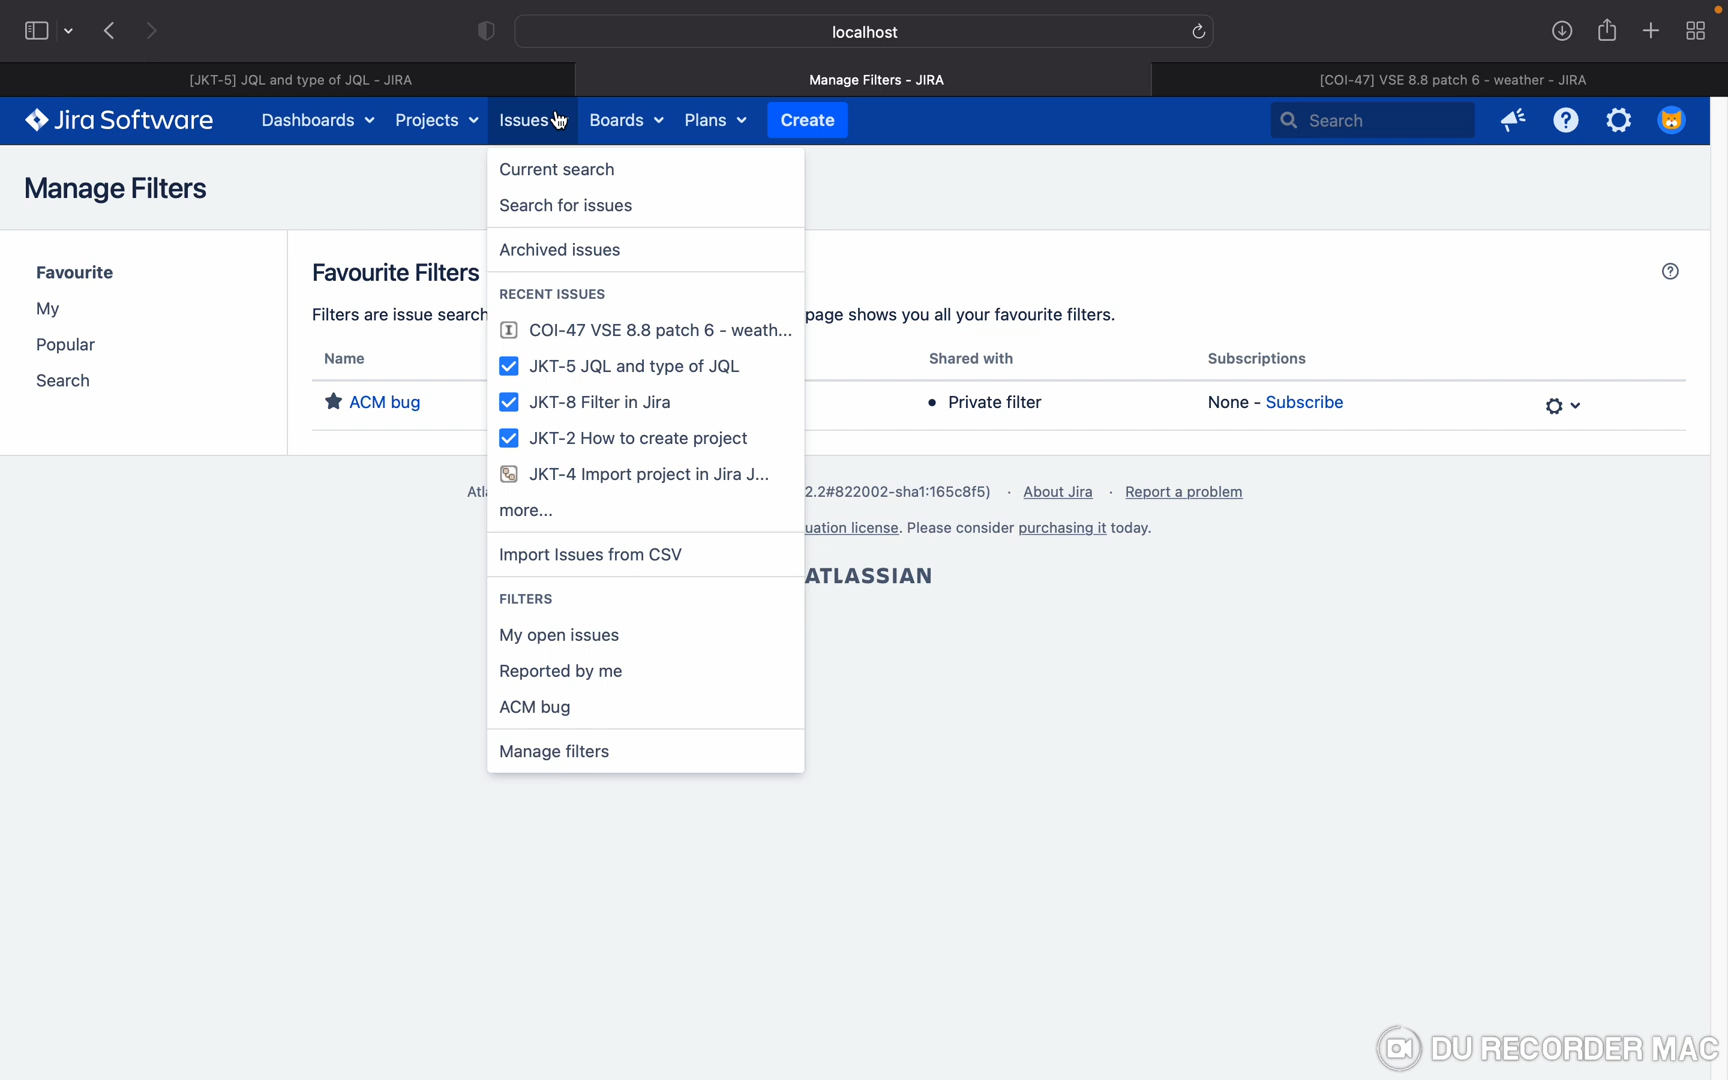 localhost
[JKT-5] JQL and type of JQL - JIRA
Manage Filters - JIRA
[COI-47] VSE 8.8 patch 6 - weather - JIRA
Jira Software
Dashboards
Projects
Issues
Boards
Plans
Create
Search
Manage Filters
Current search
Search for issues
Archived issues
RECENT ISSUES
COI-47 VSE 8.8 patch 6 - weath...
JKT-5 JQL and type of JQL
JKT-8 Filter in Jira
JKT-2 How to create project
JKT-4 Import project in Jira J...
more...
Import Issues from CSV
FILTERS
My open issues
Reported by me
ACM bug
Manage filters
Favourite
My
Popular
Search
Favourite Filters
Filters are issue search page shows you all your favourite filters.
Name Shared with Subscriptions
ACM bug Private filter None - Subscribe
2.2#822002-sha1:165c8f5) · About Jira · Report a problem
license. Please consider purchasing it today.
ATLASSIAN
DU RECORDER MAC